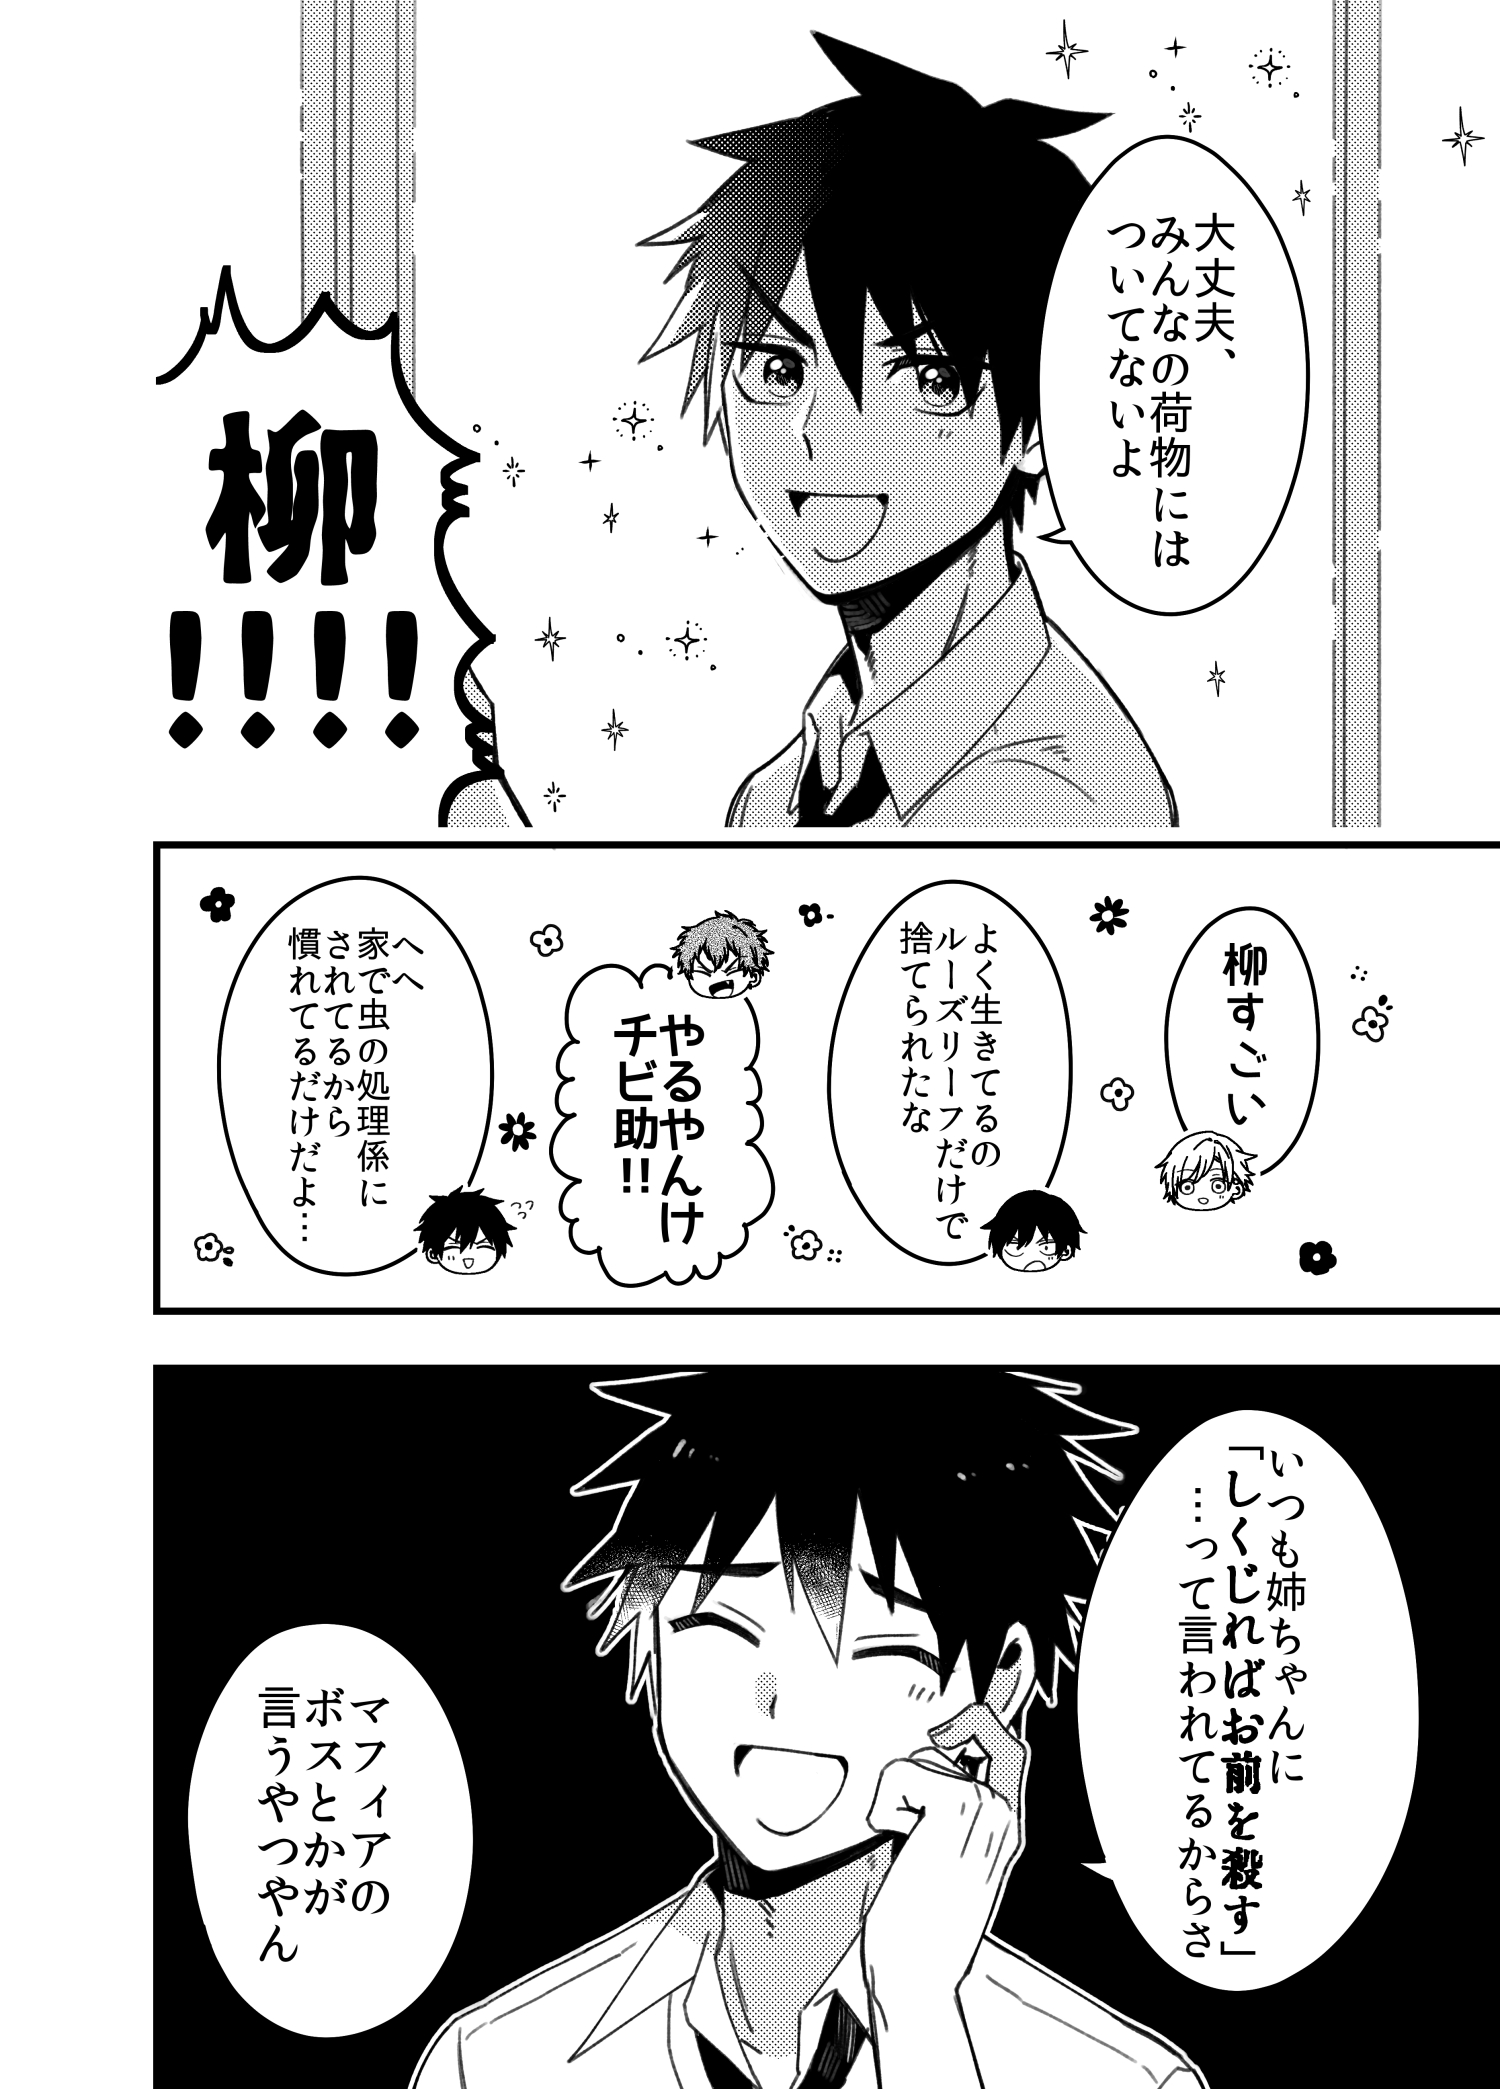 大丈夫、
みんなの荷物には
ついてないよ
柳
！！！！
柳すごい
よく生きてるの
ルーズリーフだけで
捨てられたな
やるやんけ
チビ助!!
へへ
家で虫の処理係に
されてるから
慣れてるだけだよ…
いつも姉ちゃんに
「しくじればお前を殺す」
…って言われてるからさ
マフィアの
ボスとかが
言うやつやん